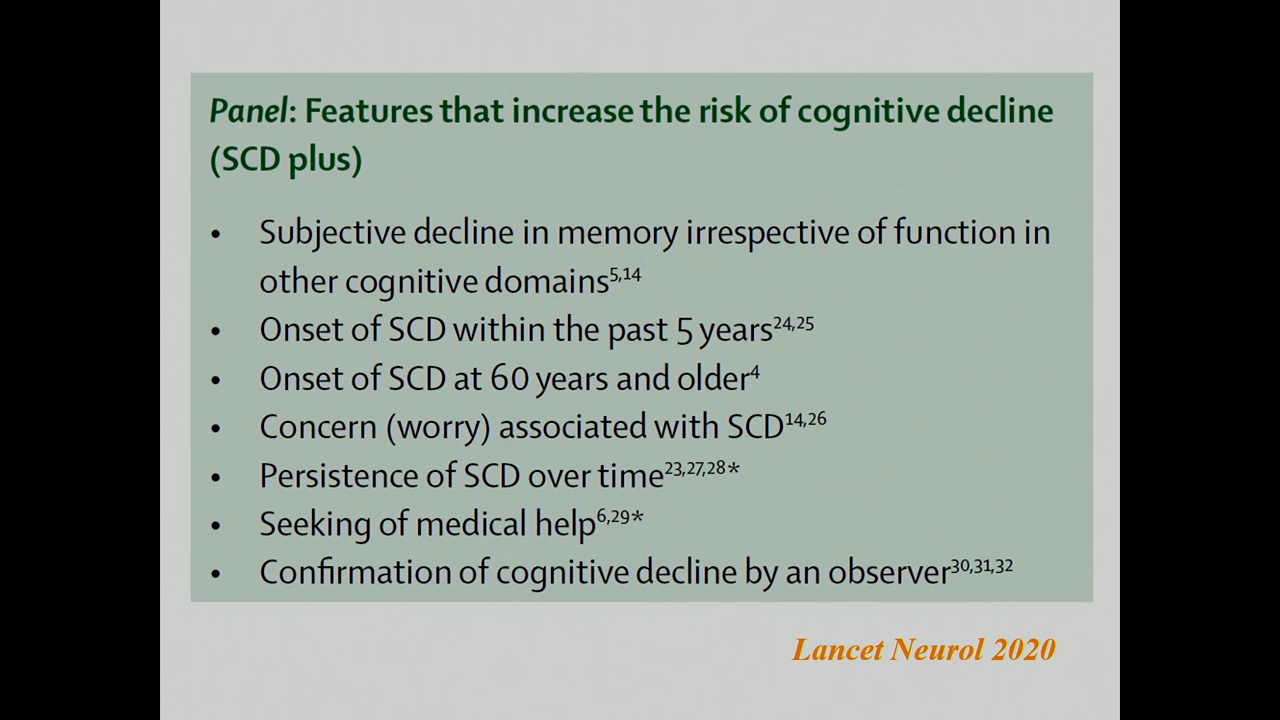 Panel: Features that increase the risk of cognitive decline
(SCD plus)
• Subjective decline in memory irrespective of function in
other cognitive domains5,14
• Onset of SCD within the past 5 years24,25
• Onset of SCD at 60 years and older4
• Concern (worry) associated with SCD14,26
• Persistence of SCD over time23,27,28*
• Seeking of medical help6,29*
• Confirmation of cognitive decline by an observer30,31,32
Lancet Neurol 2020